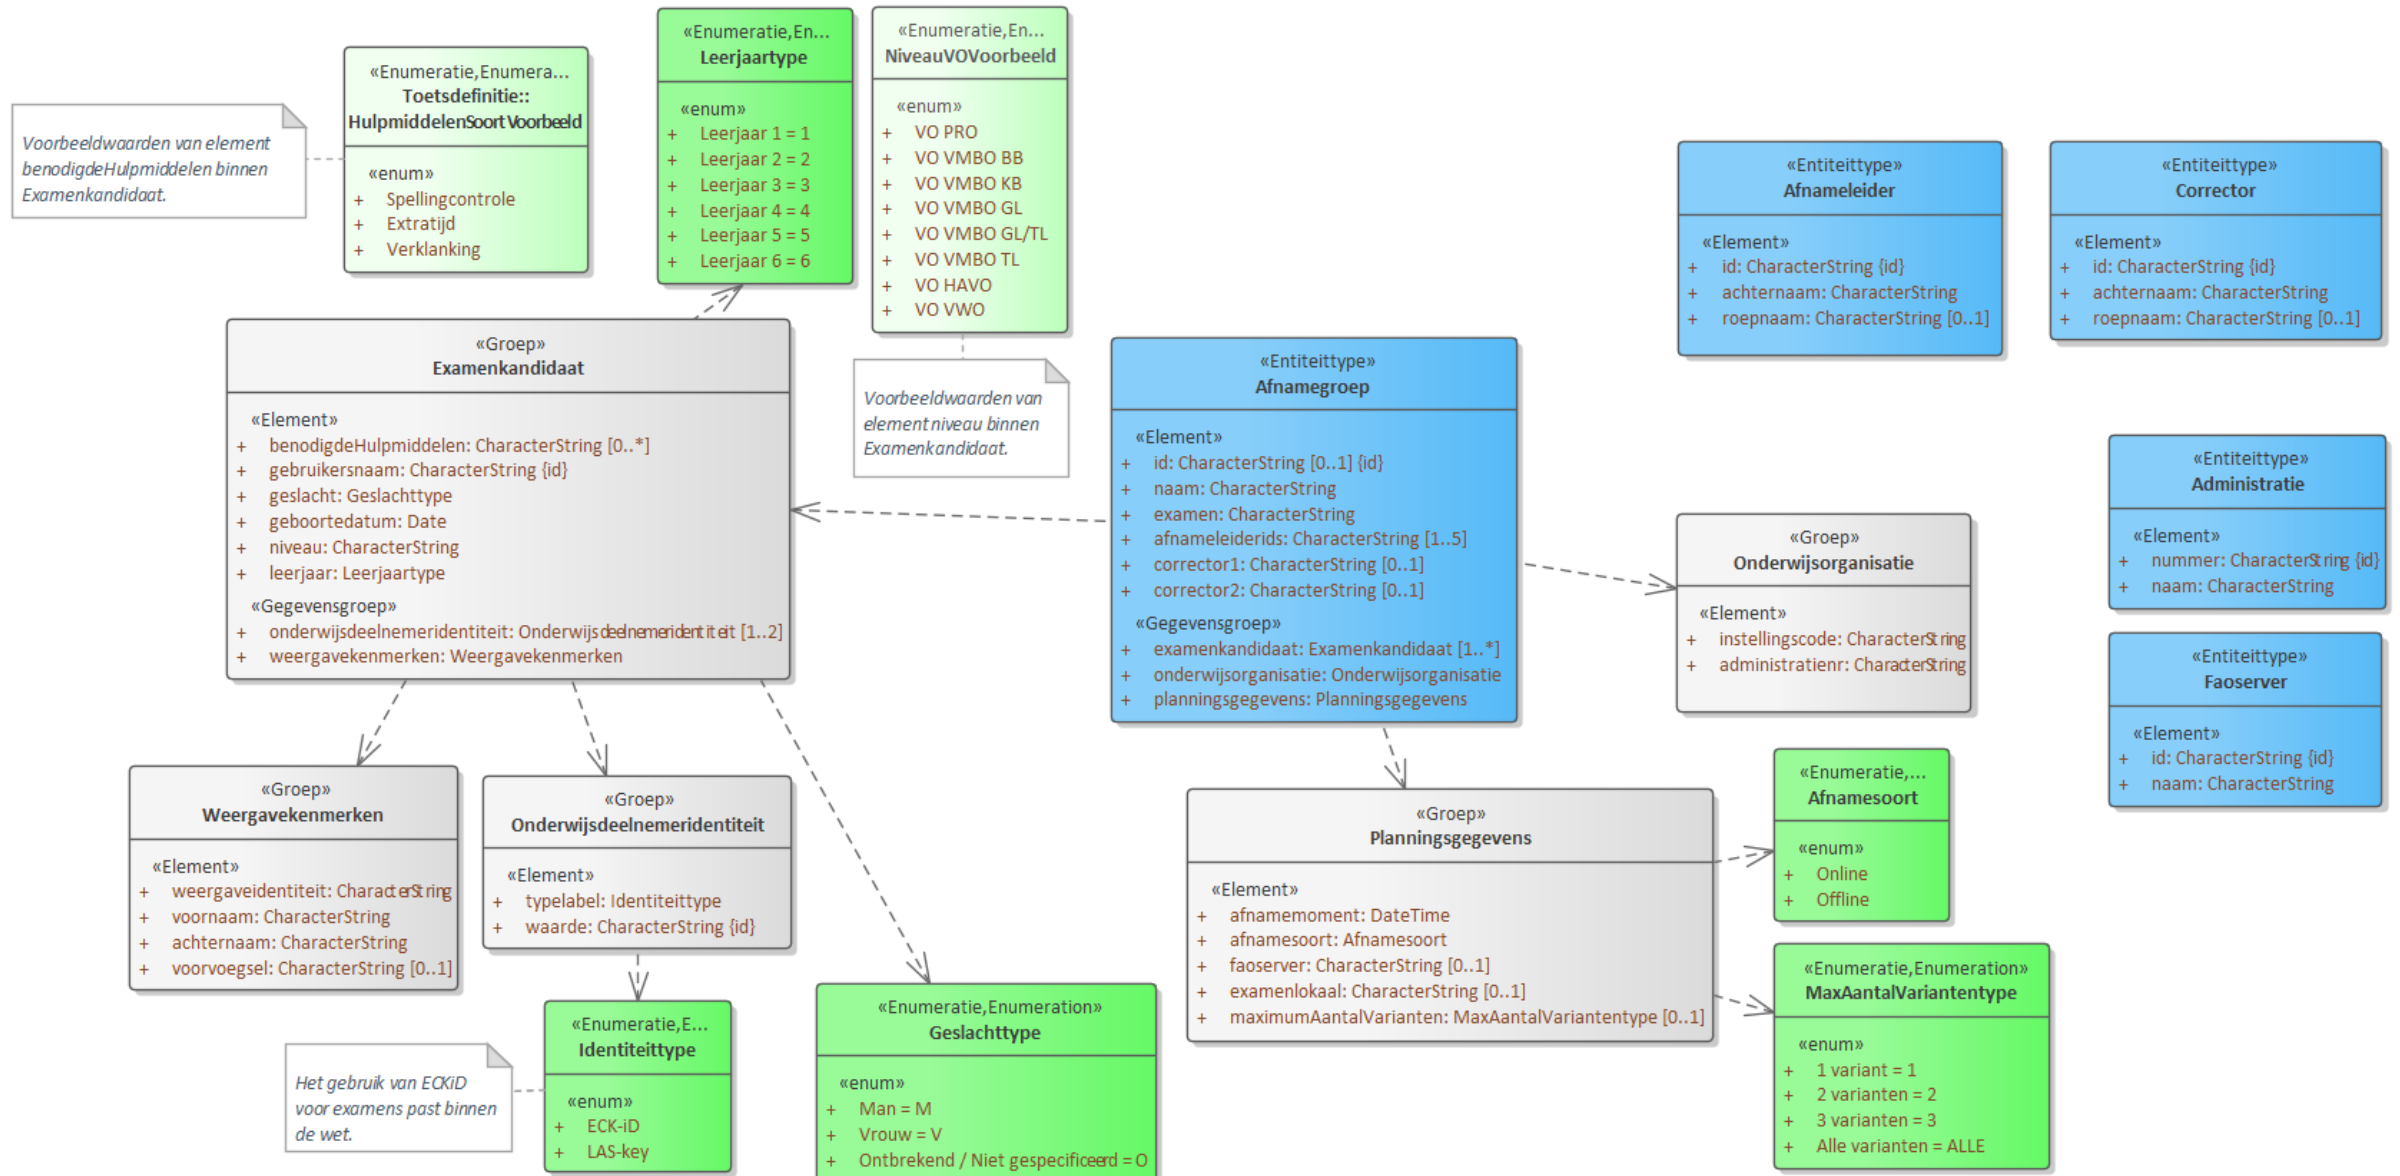 Voorbeeldwaarden van element
benodigdeHulpmiddelen binnen
Examenkandidaat.
«Enumeratie,Enumera...
Toetsdefinitie::
HulpmiddelenSoortVoorbeeld
«enum»
+ Spellingcontrole
+ Extratijd
+ Verklanking
«Enumeratie,En...
Leerjaartype
«enum»
+ Leerjaar 1 = 1
+ Leerjaar 2 = 2
+ Leerjaar 3 = 3
+ Leerjaar 4 = 4
+ Leerjaar 5 = 5
+ Leerjaar 6 = 6
«Enumeratie,En...
NiveauVOVoorbeeld
«enum»
+ VO PRO
+ VO VMBO BB
+ VO VMBO KB
+ VO VMBO GL
+ VO VMBO GL/TL
+ VO VMBO TL
+ VO HAVO
+ VO VWO
Voorbeeldwaarden van
element niveau binnen
Examenkandidaat.
«Entiteittype»
Afnameleider
«Element»
+ id: CharacterString {id}
+ achternaam: CharacterString
+ roepnaam: CharacterString [0..1]
«Entiteittype»
Corrector
«Element»
+ id: CharacterString {id}
+ achternaam: CharacterString
+ roepnaam: CharacterString [0..1]
«Groep»
Examenkandidaat
«Element»
+ benodigdeHulpmiddelen: CharacterString [0..*]
+ gebruikersnaam: CharacterString {id}
+ geslacht: Geslachttype
+ geboortedatum: Date
+ niveau: CharacterString
+ leerjaar: Leerjaartype
«Gegevensgroep»
+ onderwijsdeelnemeridentiteit: Onderwijsdeelnemeridentiteit [1..2]
+ weergavekenmerken: Weergavekenmerken
«Entiteittype»
Afnamegroep
«Element»
+ id: CharacterString [0..1] {id}
+ naam: CharacterString
+ examen: CharacterString
+ afnameleiderids: CharacterString [1..5]
+ corrector1: CharacterString [0..1]
+ corrector2: CharacterString [0..1]
«Gegevensgroep»
+ examenkandidaat: Examenkandidaat [1..*]
+ onderwijsorganisatie: Onderwijsorganisatie
+ planningsgegevens: Planningsgegevens
«Groep»
Onderwijsorganisatie
«Element»
+ instellingscode: CharacterString
+ administratienr: CharacterString
«Entiteittype»
Administratie
«Element»
+ nummer: CharacterString {id}
+ naam: CharacterString
«Entiteittype»
Faoserver
«Element»
+ id: CharacterString {id}
+ naam: CharacterString
«Groep»
Weergavekenmerken
«Element»
+ weergaveidentiteit: CharacterString
+ voornaam: CharacterString
+ achternaam: CharacterString
+ voorvoegsel: CharacterString [0..1]
«Groep»
Onderwijsdeelnemeridentiteit
«Element»
+ typelabel: Identiteittype
+ waarde: CharacterString {id}
«Groep»
Planningsgegevens
«Element»
+ afnamemoment: DateTime
+ afnamesoort: Afnamesoort
+ faoserver: CharacterString [0..1]
+ examenlokaal: CharacterString [0..1]
+ maximumAantalVarianten: MaxAantalVariantentype [0..1]
«Enumeratie,...
Afnamesoort
«enum»
+ Online
+ Offline
«Enumeratie,Enumeration»
MaxAantalVariantentype
«enum»
+ 1 variant = 1
+ 2 varianten = 2
+ 3 varianten = 3
+ Alle varianten = ALLE
Het gebruik van ECKiD
voor examens past binnen
de wet.
«Enumeratie,E...
Identiteittype
«enum»
+ ECK-iD
+ LAS-key
«Enumeratie,Enumeration»
Geslachttype
«enum»
+ Man = M
+ Vrouw = V
+ Ontbrekend / Niet gespecificeerd = O